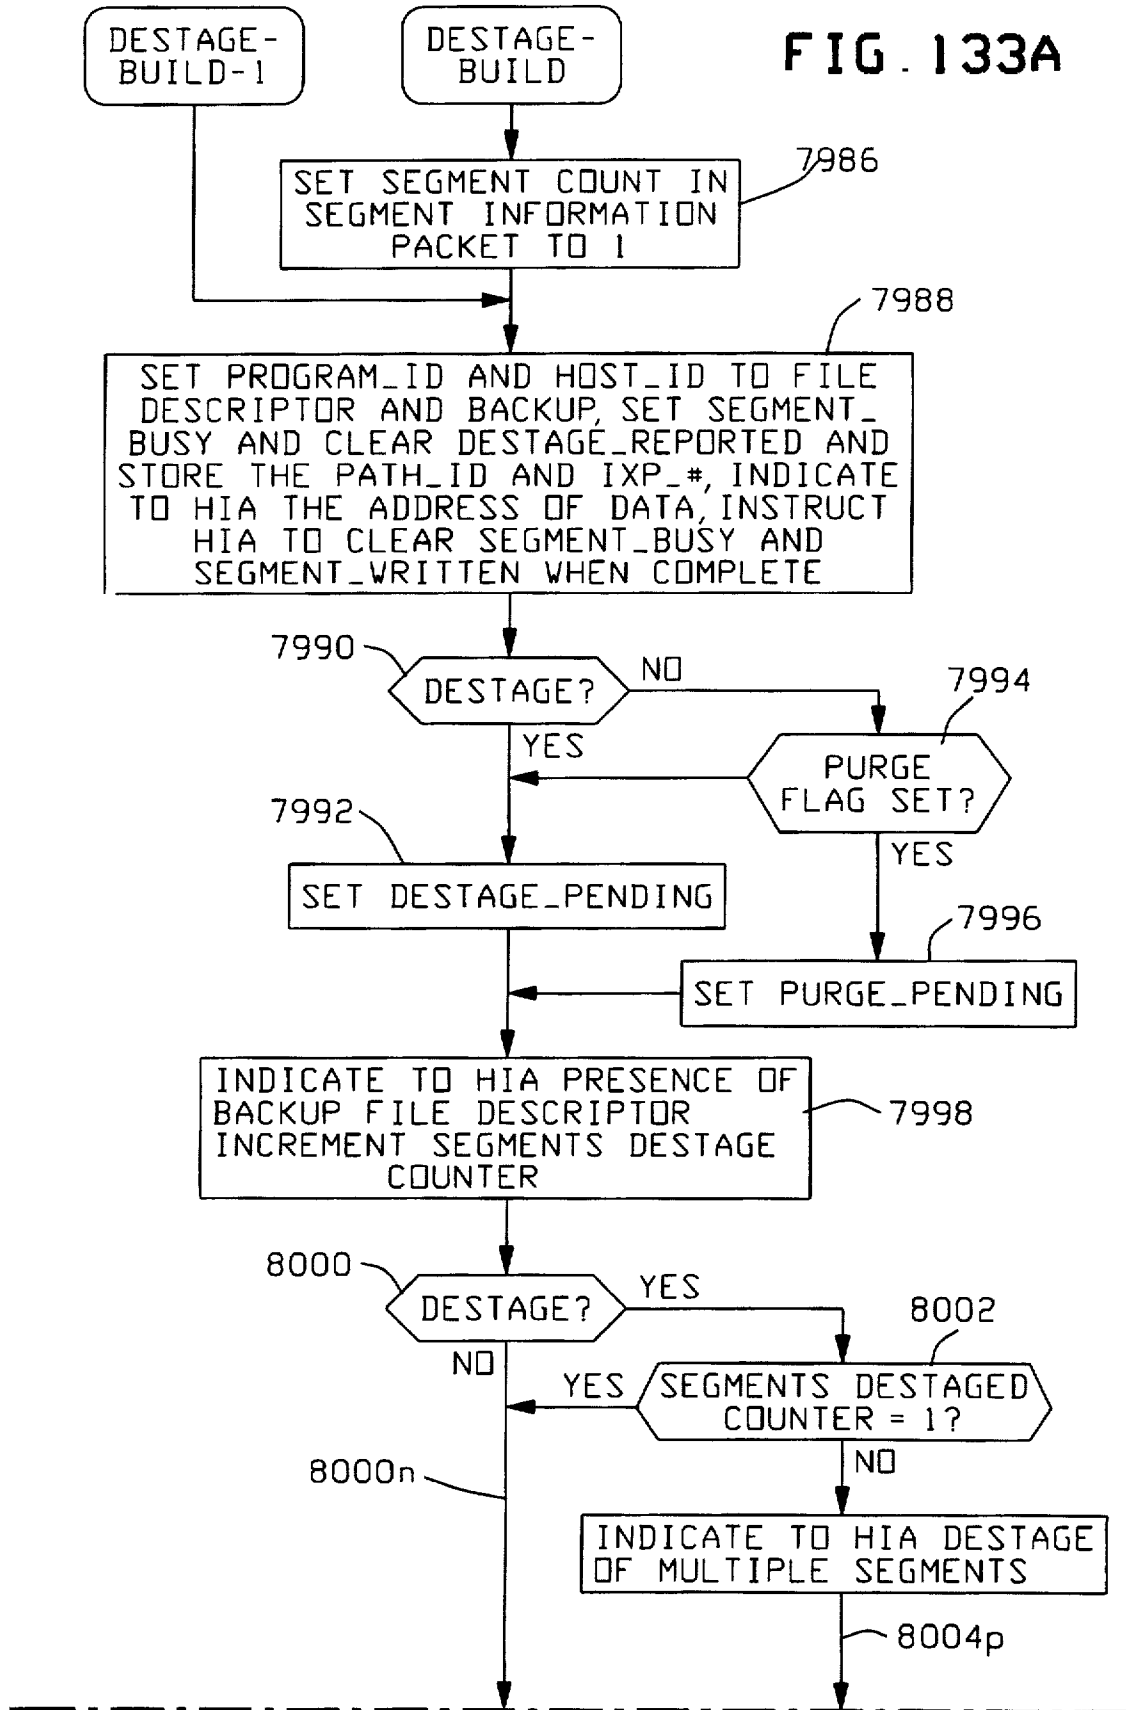 DESTAGE-
BUILD-1
DESTAGE-
BUILD
FIG. 133A
7986
SET SEGMENT COUNT IN
SEGMENT INFORMATION
PACKET TO 1
7988
SET PROGRAM_ID AND HOST_ID TO FILE
DESCRIPTOR AND BACKUP, SET SEGMENT_
BUSY AND CLEAR DESTAGE_REPORTED AND
STORE THE PATH_ID AND IXP_#, INDICATE
TO HIA THE ADDRESS OF DATA, INSTRUCT
HIA TO CLEAR SEGMENT_BUSY AND
SEGMENT_WRITTEN WHEN COMPLETE
7990
DESTAGE?
NO
YES
7994
PURGE
FLAG SET?
YES
7992
SET DESTAGE_PENDING
7996
SET PURGE_PENDING
INDICATE TO HIA PRESENCE OF
BACKUP FILE DESCRIPTOR
INCREMENT SEGMENTS DESTAGE
COUNTER
7998
8000
DESTAGE?
YES
NO
8002
YES
SEGMENTS DESTAGED
COUNTER = 1?
NO
8000n
INDICATE TO HIA DESTAGE
OF MULTIPLE SEGMENTS
8004p